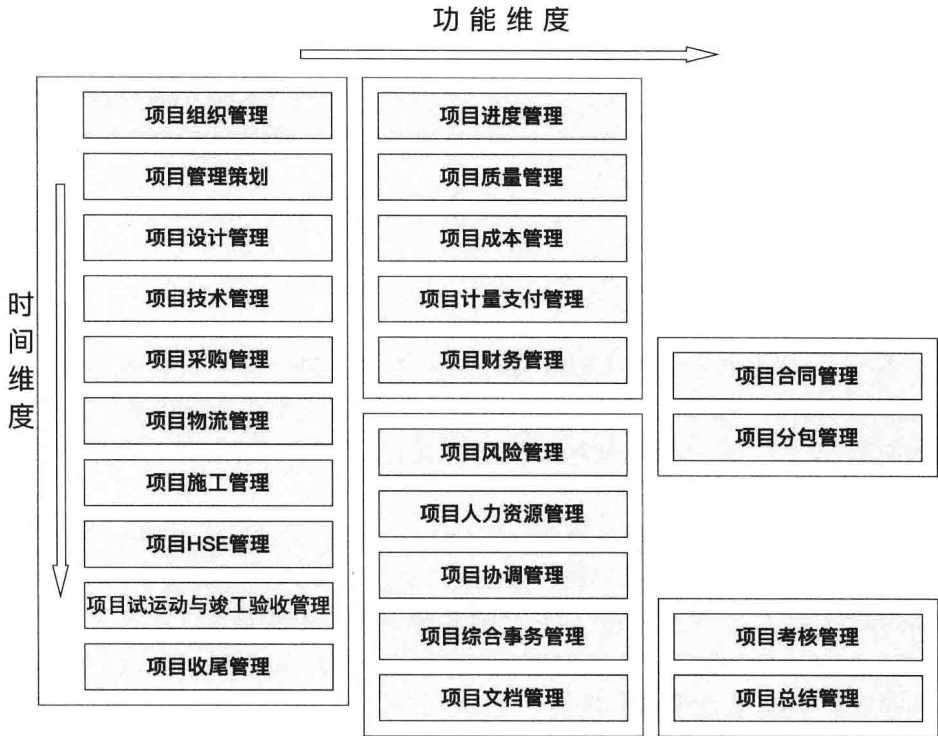 功能维度
时间维度
项目组织管理
项目管理策划
项目设计管理
项目技术管理
项目采购管理
项目物流管理
项目施工管理
项目HSE管理
项目试运动与竣工验收管理
项目收尾管理
项目进度管理
项目质量管理
项目成本管理
项目计量支付管理
项目财务管理
项目风险管理
项目人力资源管理
项目协调管理
项目综合事务管理
项目文档管理
项目合同管理
项目分包管理
项目考核管理
项目总结管理